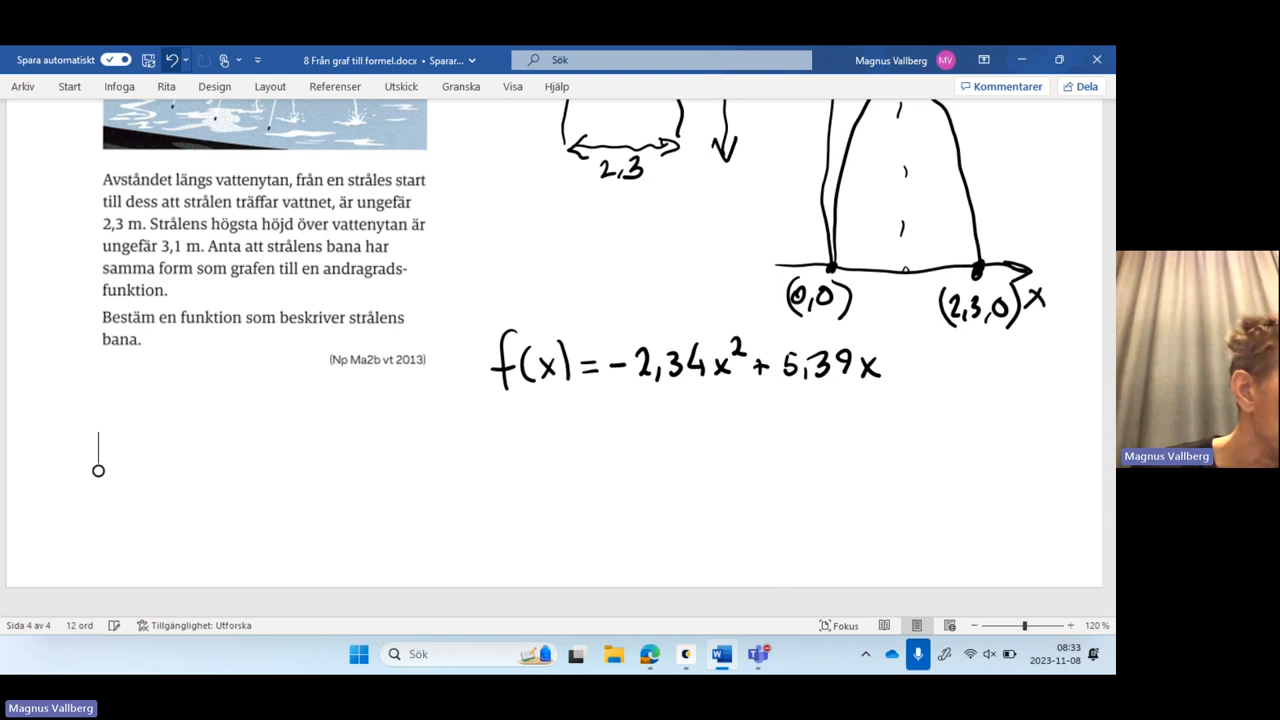 Spara automatiskt
8 Från graf till formel.docx • Sparar...
Sök
Magnus Vallberg
MV
Arkiv Start Infoga Rita Design Layout Referenser Utskick Granska Visa Hjälp
Kommentarer
Dela
2,3
Avståndet längs vattenytan, från en stråles start
till dess att strålen träffar vattnet, är ungefär
2,3 m. Strålens högsta höjd över vattenytan är
ungefär 3,1 m. Anta att strålens bana har
samma form som grafen till en andragrads-
funktion.
Bestäm en funktion som beskriver strålens
bana.
(Np Ma2b vt 2013)
(0,0)
(2,3,0) x
f(x) = -2,34x² + 5,39x
Magnus Vallberg
Sida 4 av 4 12 ord Tillgänglighet: Utforska
Fokus
120 %
Sök
08:33
2023-11-08
Magnus Vallberg